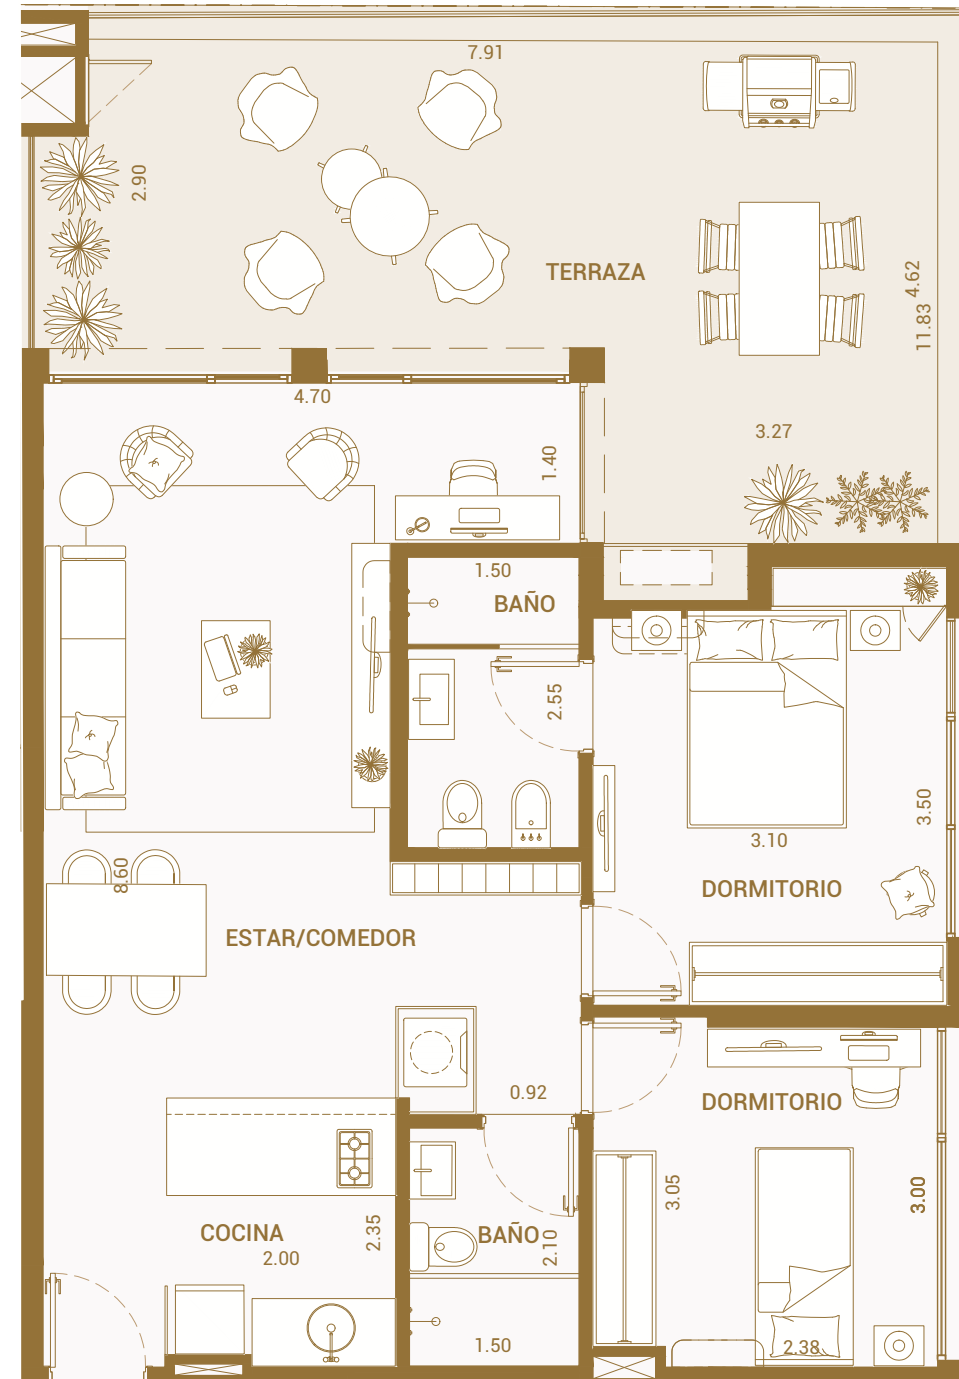 7.91
2.90
TERRAZA
4.62
11.83
4.70
3.27
1.40
1.50
BAÑO
2.55
3.50
3.10
8.60
DORMITORIO
ESTAR/COMEDOR
0.92
DORMITORIO
3.05
3.00
COCINA
2.00
2.35
BAÑO
2.10
1.50
2.38